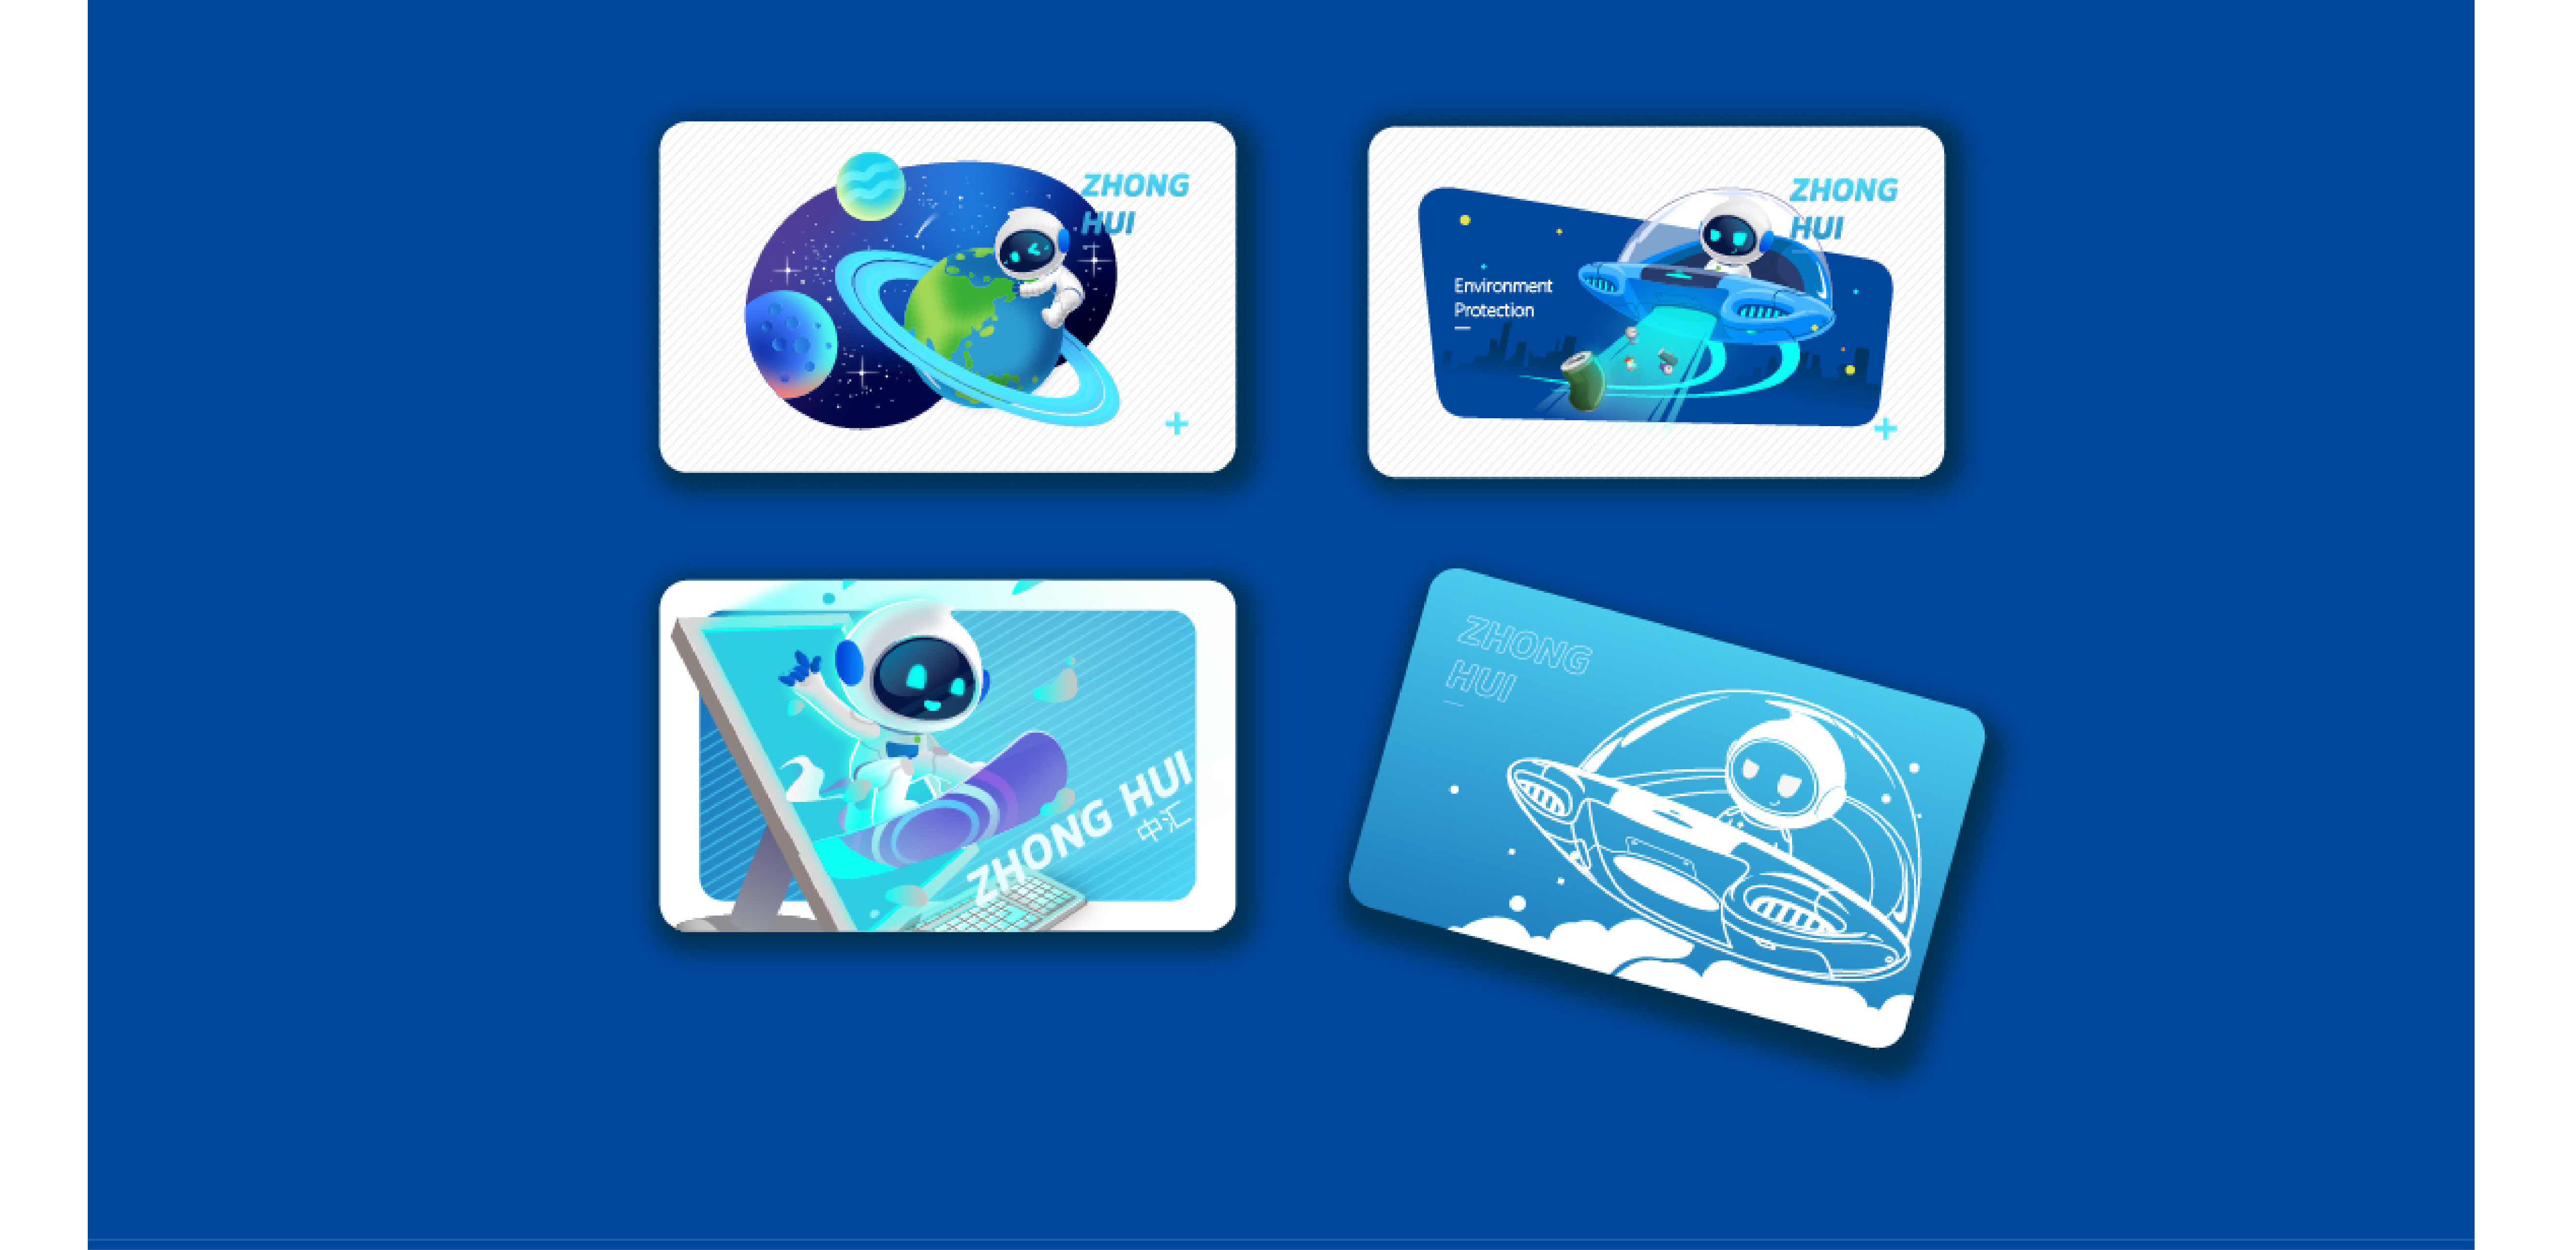 ZHONG
HUI
ZHONG
HUI
Environment
Protection
ZHONG HUI
中汇
ZHONG
HUI